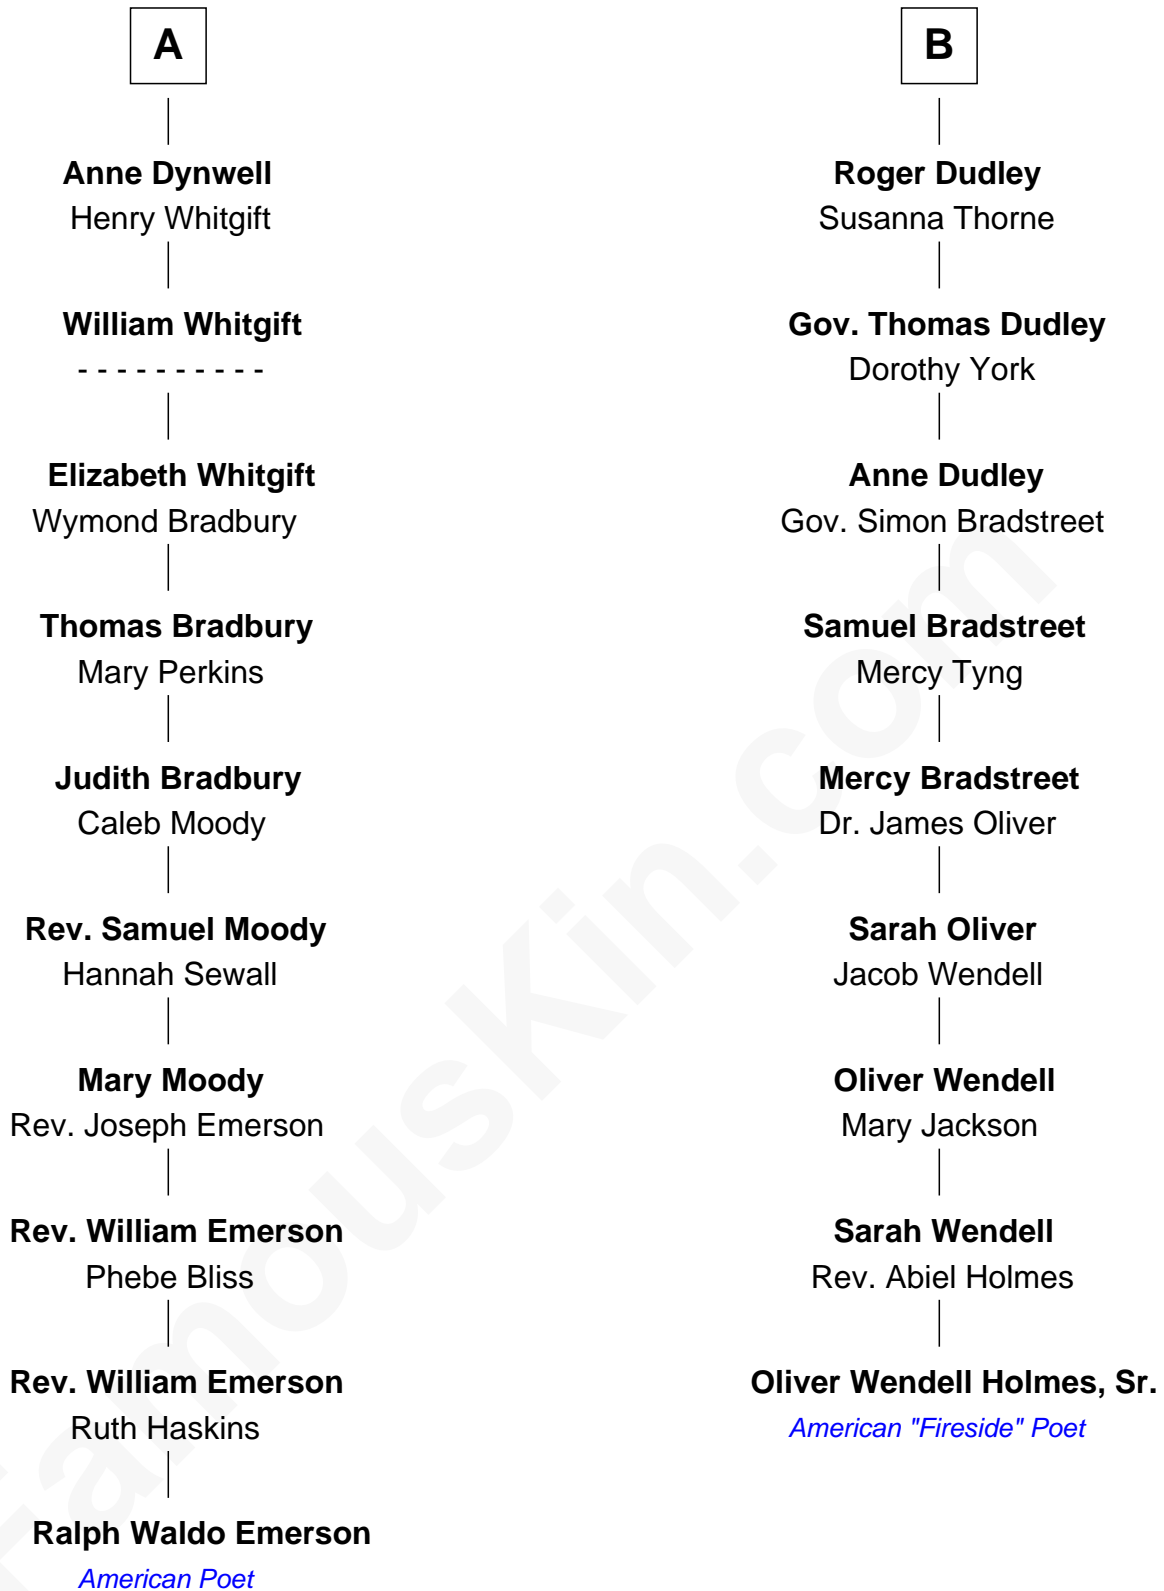 A
Anne Dynwell
Henry Whitgift
William Whitgift
- - - - - - - - - -
Elizabeth Whitgift
Wymond Bradbury
Thomas Bradbury
Mary Perkins
Judith Bradbury
Caleb Moody
Rev. Samuel Moody
Hannah Sewall
Mary Moody
Rev. Joseph Emerson
Rev. William Emerson
Phebe Bliss
Rev. William Emerson
Ruth Haskins
Ralph Waldo Emerson
American Poet
B
Roger Dudley
Susanna Thorne
Gov. Thomas Dudley
Dorothy York
Anne Dudley
Gov. Simon Bradstreet
Samuel Bradstreet
Mercy Tyng
Mercy Bradstreet
Dr. James Oliver
Sarah Oliver
Jacob Wendell
Oliver Wendell
Mary Jackson
Sarah Wendell
Rev. Abiel Holmes
Oliver Wendell Holmes, Sr.
American "Fireside" Poet
FamousKin.com